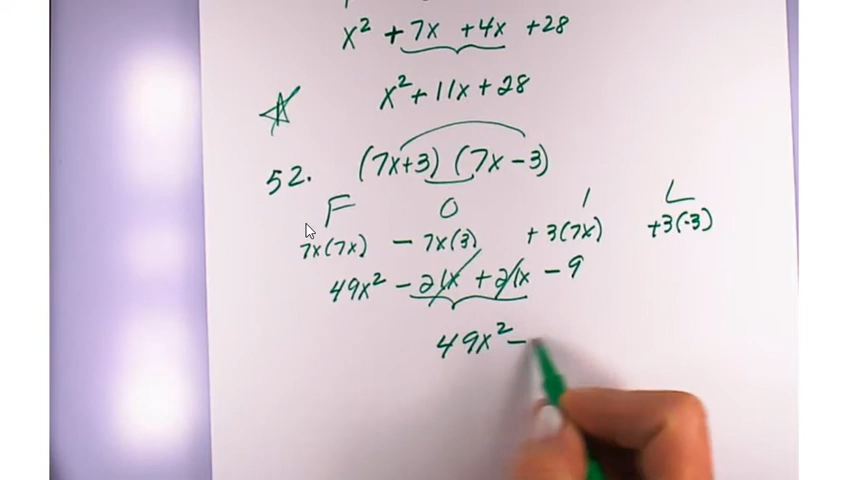 x² + 7x + 4x + 28
x² + 11x + 28
52. (7x+3) (7x-3)
F O I L
7x(7x) - 7x(3) + 3(7x) +3(-3)
49x² - 21x + 21x - 9
49x² -